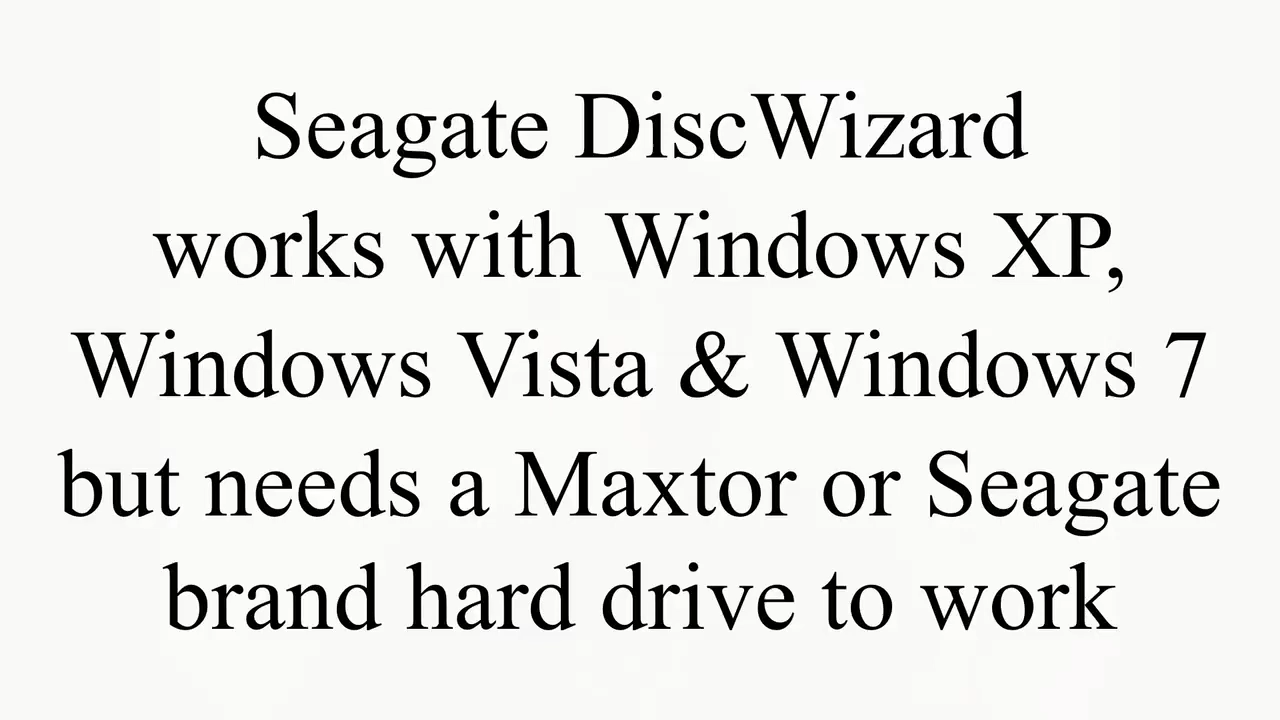 Seagate DiscWizard
works with Windows XP,
Windows Vista & Windows 7
but needs a Maxtor or Seagate
brand hard drive to work